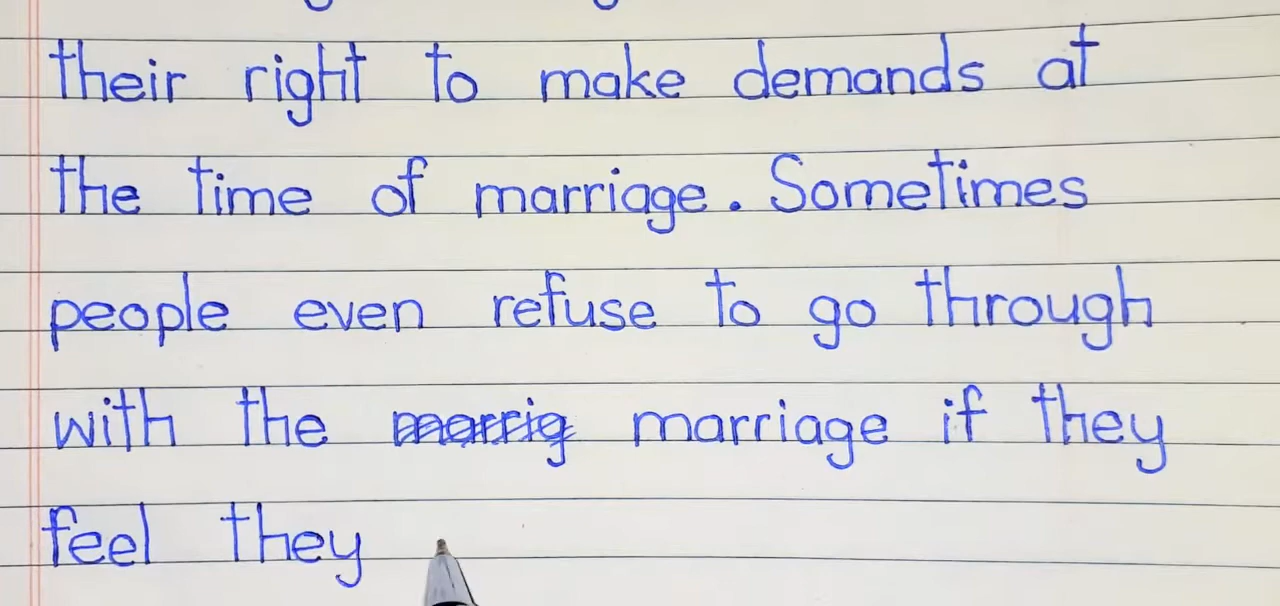 their right to make demands at
the time of marriage. Sometimes
people even refuse to go through
with the marrig marriage if they
feel they